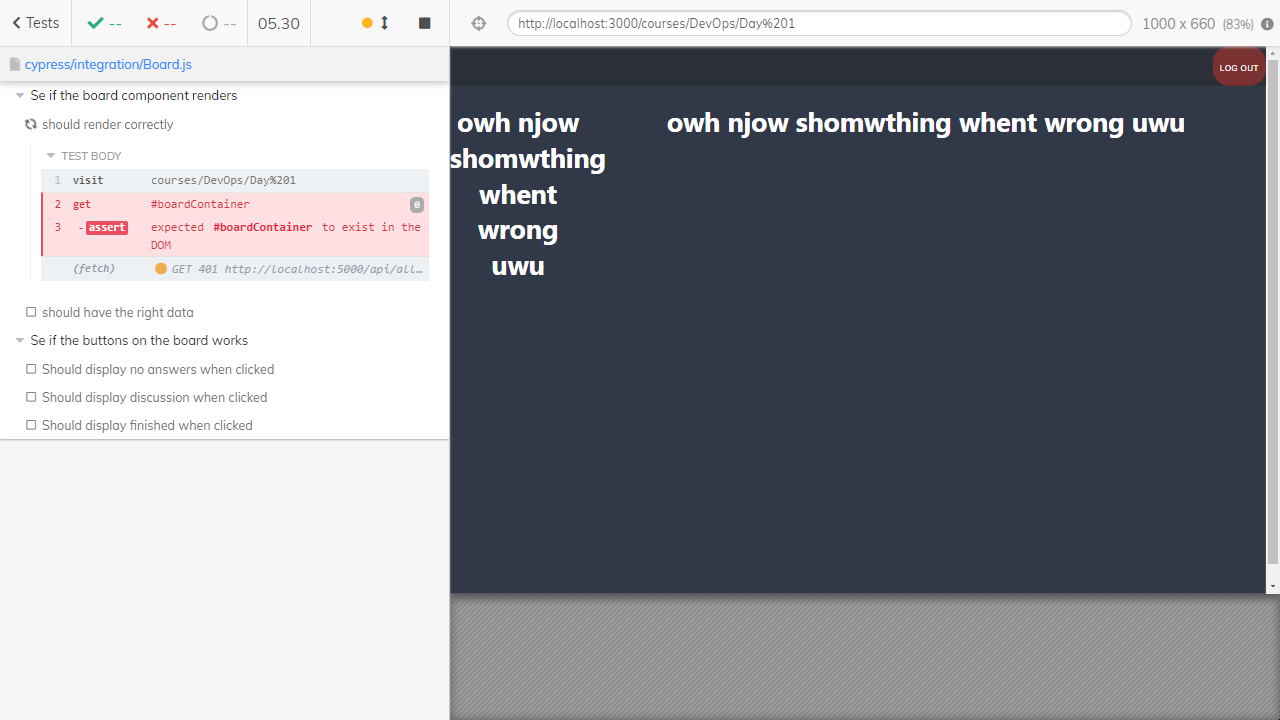 Tests
--
--
--
05.30
http://localhost:3000/courses/DevOps/Day%201
1000 x 660 (83%)
cypress/integration/Board.js
Se if the board component renders
should render correctly
TEST BODY
1 visit courses/DevOps/Day%201
2 get #boardContainer 0
3 -assert expected #boardContainer to exist in the
DOM
(fetch) GET 401 http://localhost:5000/api/all…
should have the right data
Se if the buttons on the board works
Should display no answers when clicked
Should display discussion when clicked
Should display finished when clicked
LOG OUT
owh njow
shomwthing
whent
wrong
uwu
owh njow shomwthing whent wrong uwu